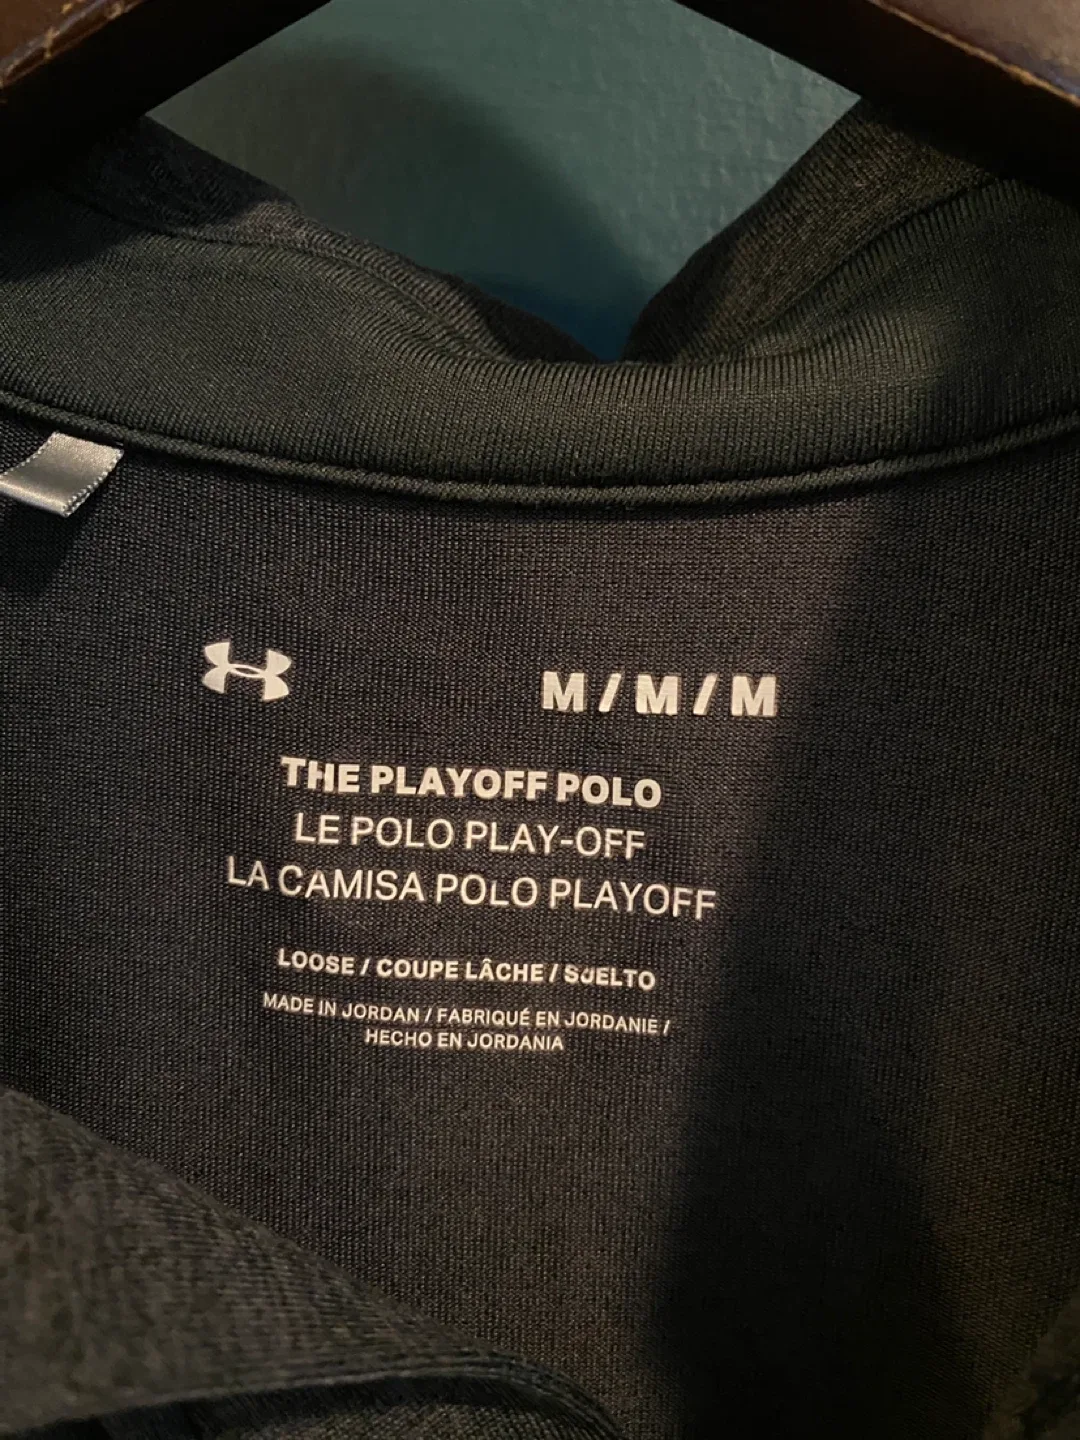 M / M / M
THE PLAYOFF POLO
LE POLO PLAY-OFF
LA CAMISA POLO PLAYOFF
LOOSE / COUPE LÂCHE / SUELTO
MADE IN JORDAN / FABRIQUÉ EN JORDANIE /
HECHO EN JORDANIA